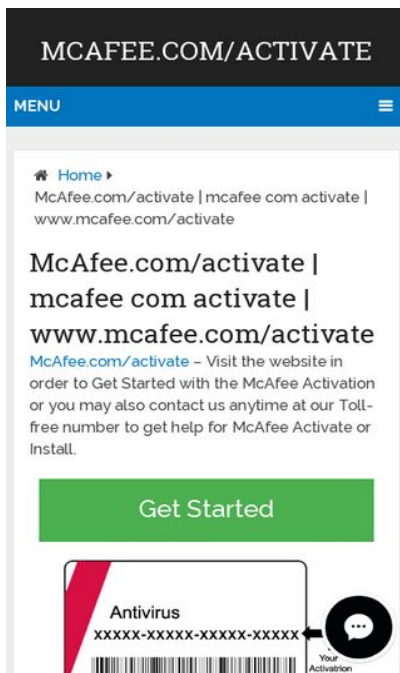 MCAFEE.COM/ACTIVATE
MENU
Home
McAfee.com/activate | mcafee com activate |
www.mcafee.com/activate
McAfee.com/activate |
mcafee com activate |
www.mcafee.com/activate
McAfee.com/activate – Visit the website in
order to Get Started with the McAfee Activation
or you may also contact us anytime at our Toll-
free number to get help for McAfee Activate or
Install.
Get Started
Antivirus
xxxxx-xxxxx-xxxxx-xxxxx
Your
Activatrion